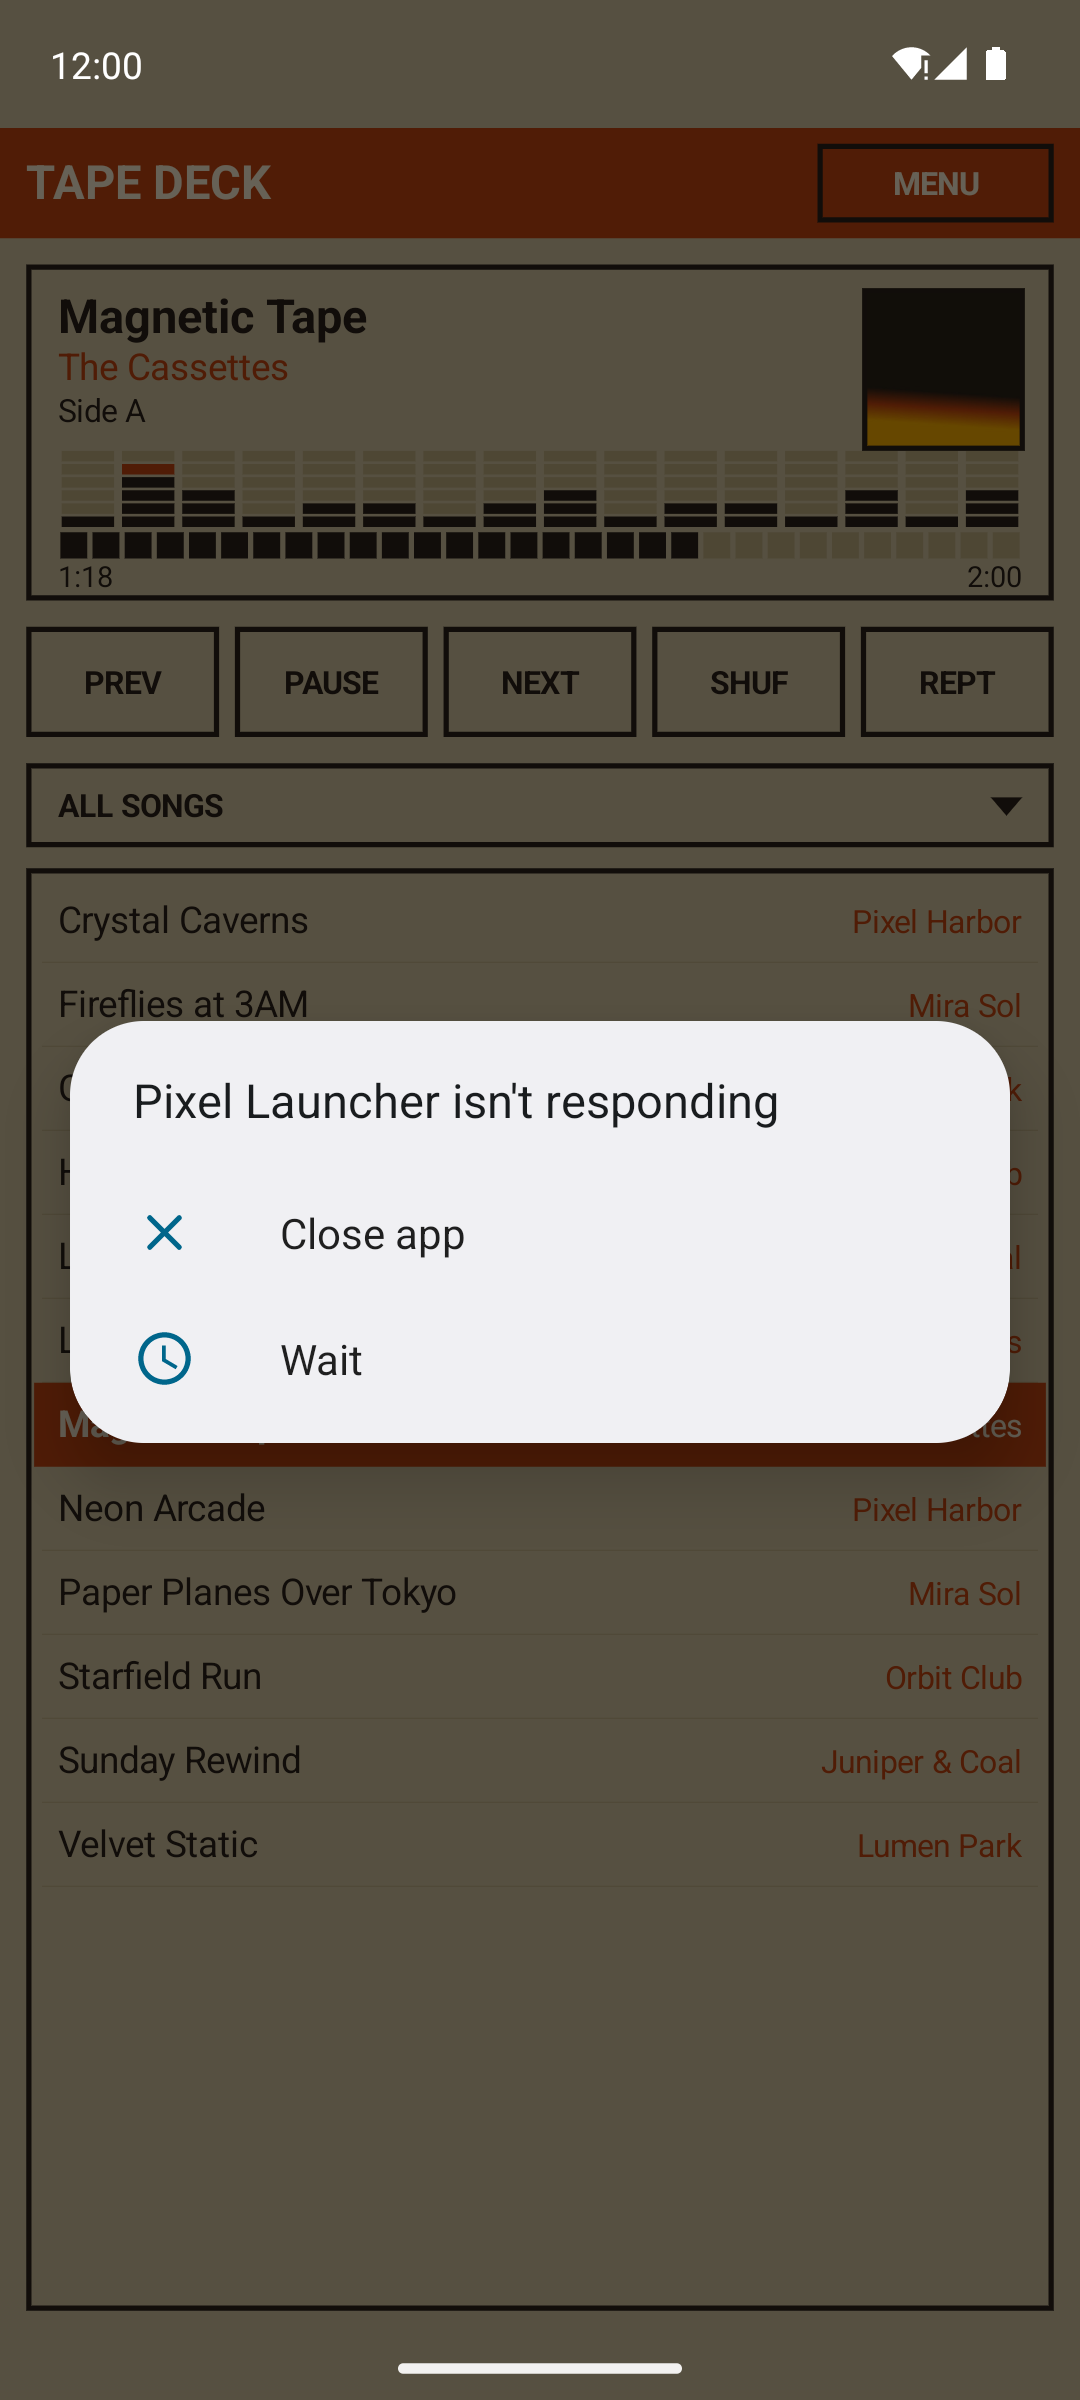 12:00
TAPE DECK
MENU
Magnetic Tape
The Cassettes
Side A
1:18
2:00
PREV
PAUSE
NEXT
SHUF
REPT
ALL SONGS
Crystal Caverns
Pixel Harbor
Fireflies at 3AM
Mira Sol
Pixel Launcher isn't responding
Close app
Wait
Neon Arcade
Pixel Harbor
Paper Planes Over Tokyo
Mira Sol
Starfield Run
Orbit Club
Sunday Rewind
Juniper & Coal
Velvet Static
Lumen Park